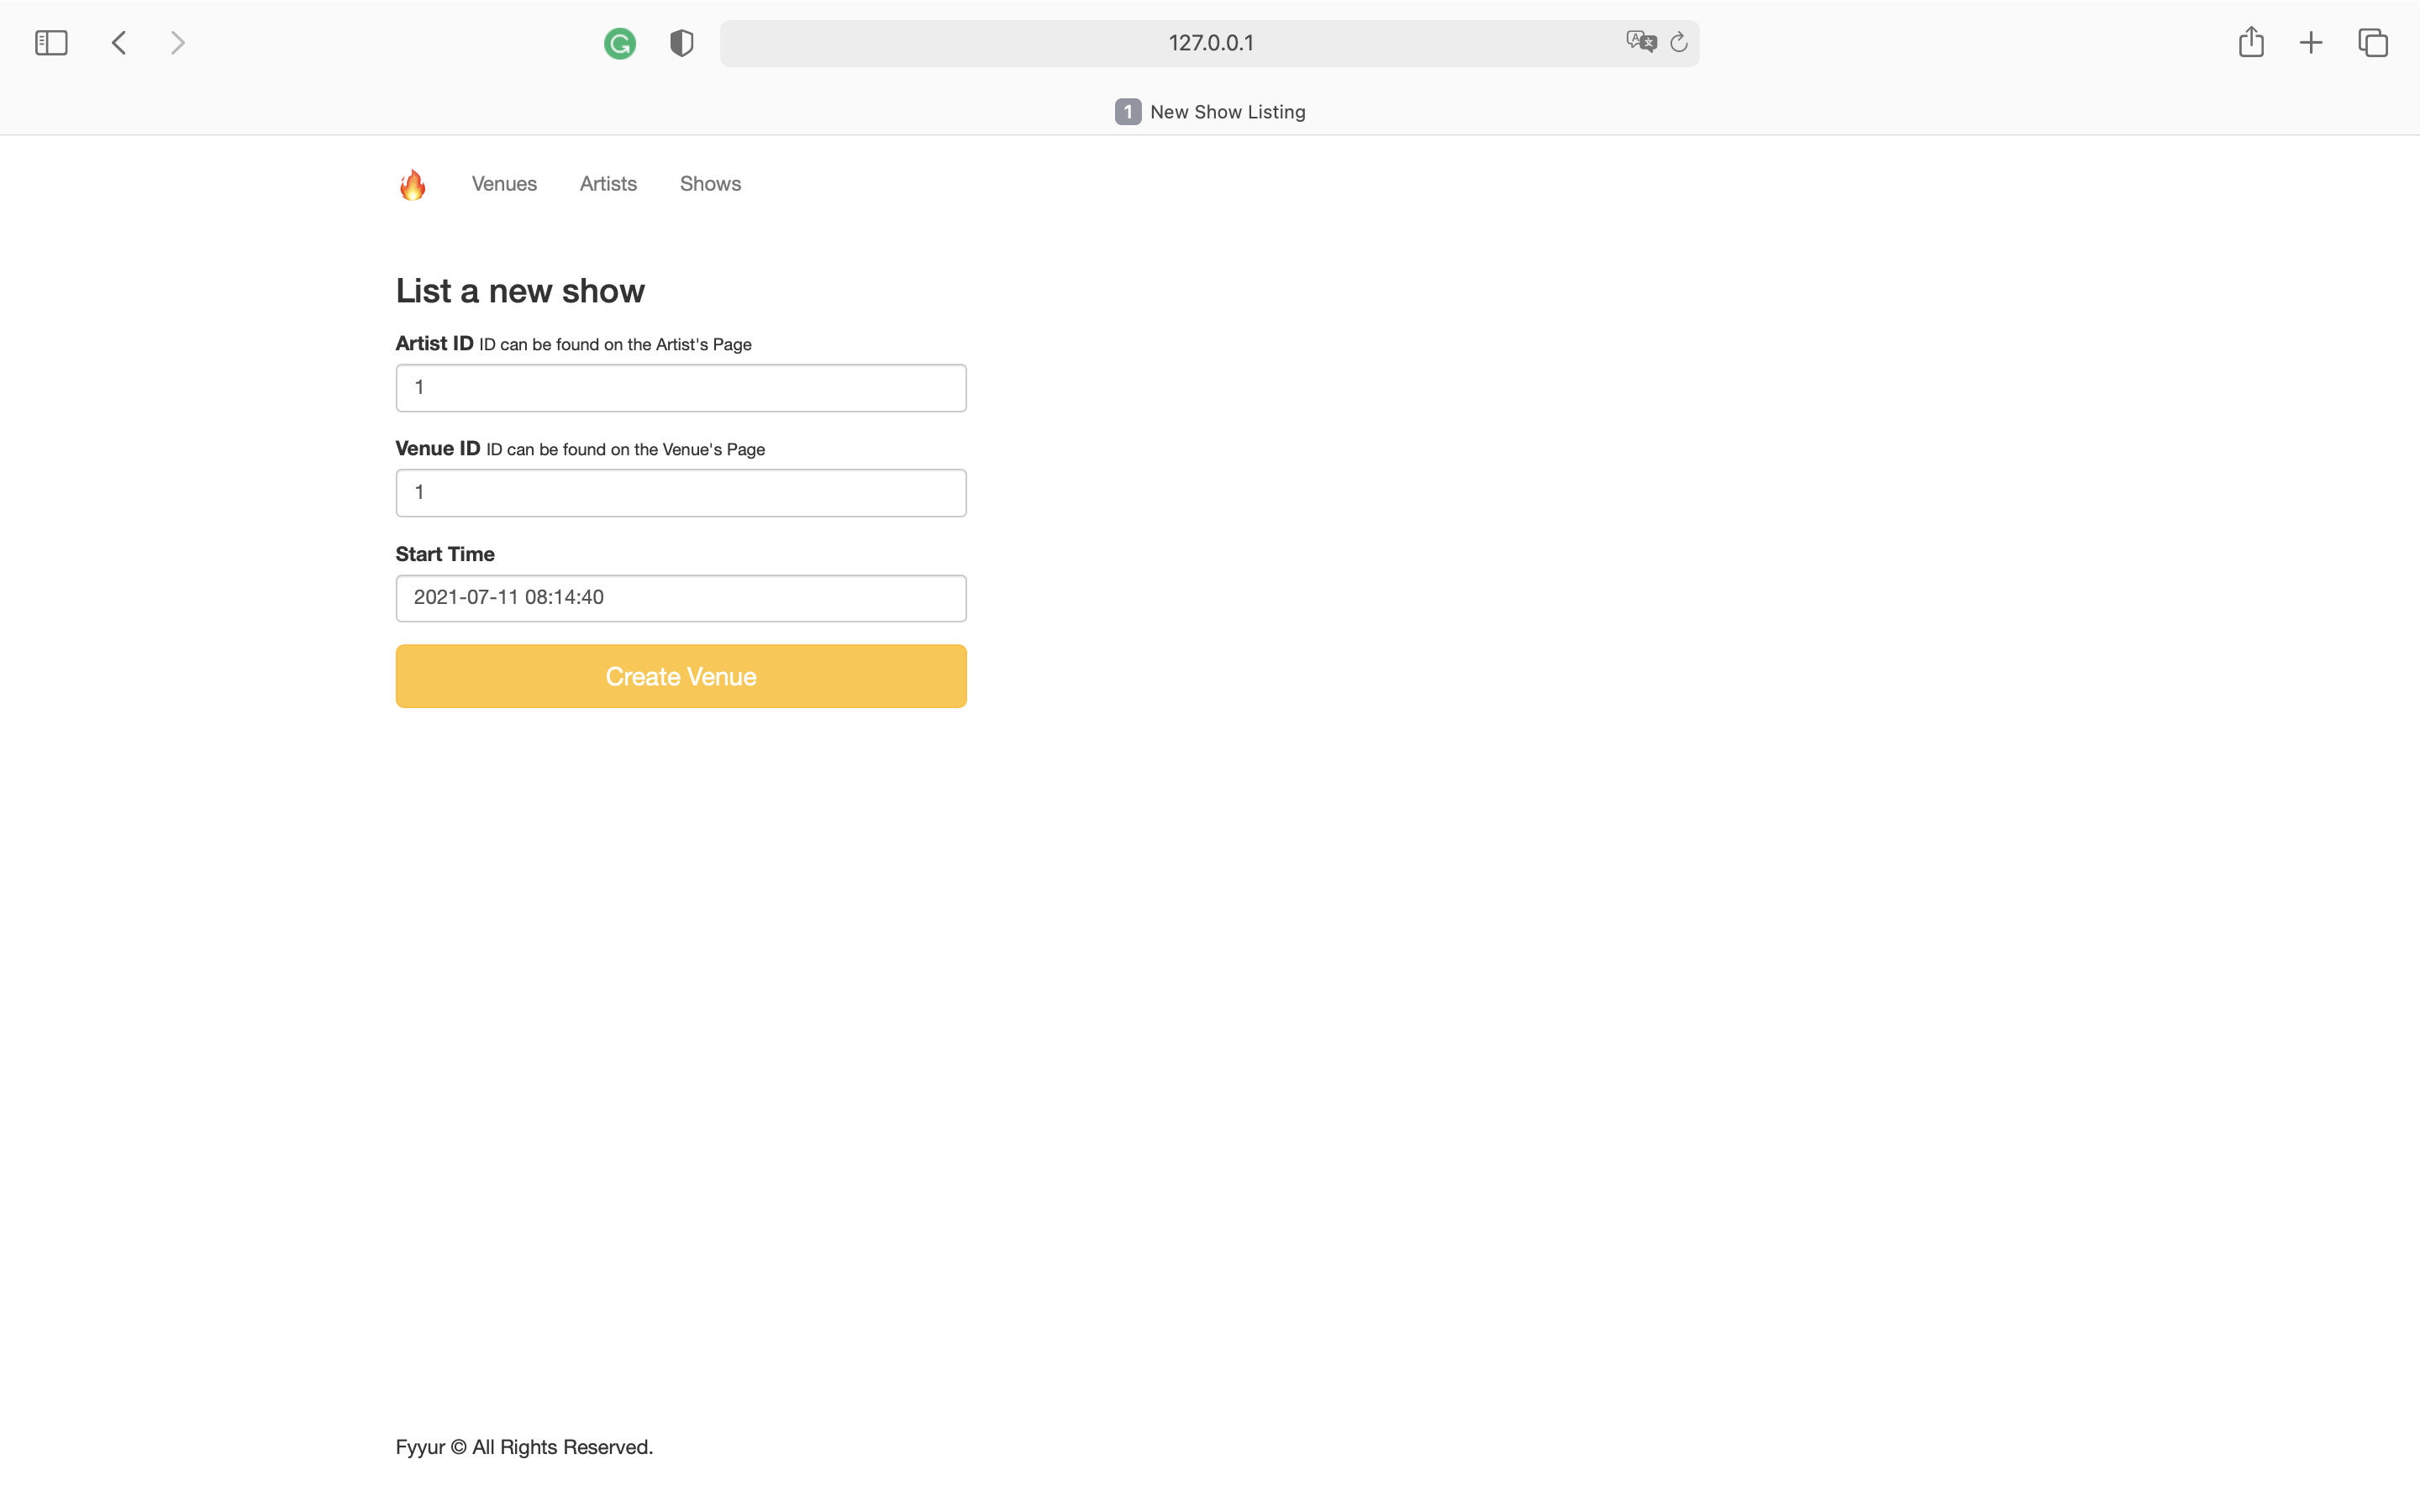 127.0.0.1
1 New Show Listing
Venues Artists Shows
List a new show
Artist ID ID can be found on the Artist's Page
1
Venue ID ID can be found on the Venue's Page
1
Start Time
2021-07-11 08:14:40
Create Venue
Fyyur © All Rights Reserved.